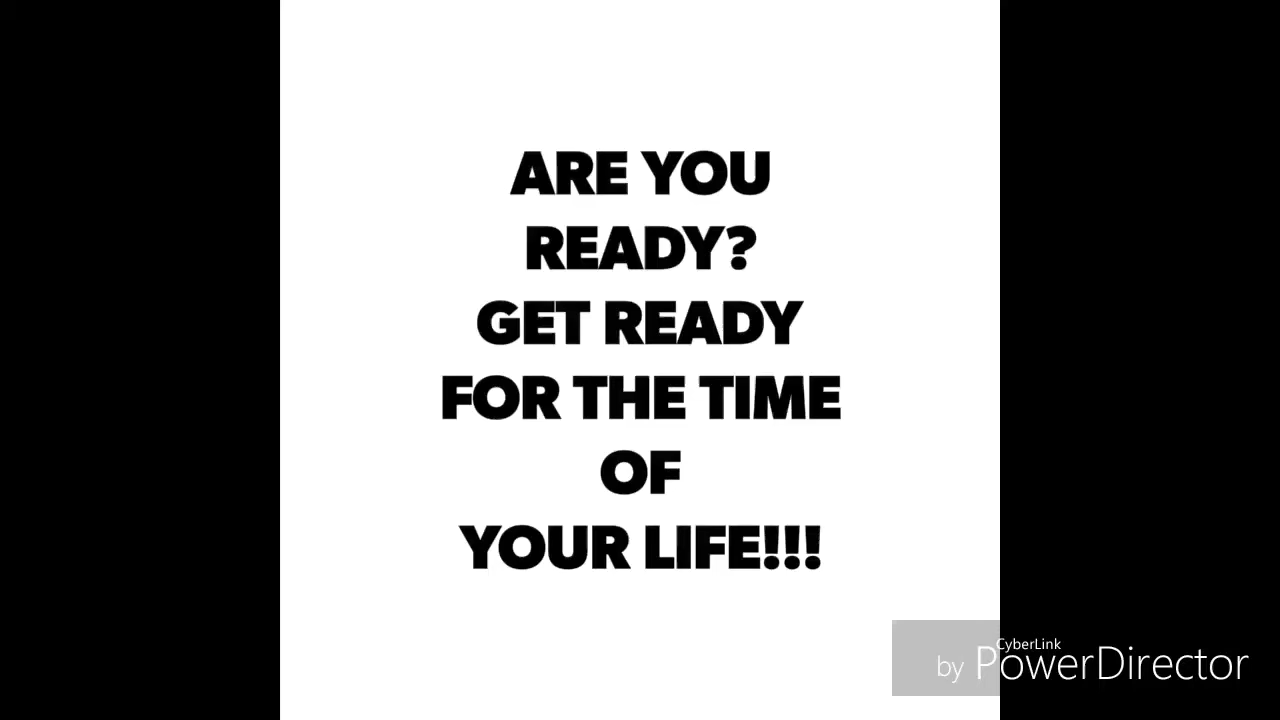 ARE YOU
READY?
GET READY
FOR THE TIME
OF
YOUR LIFE!!!
CyberLink
by PowerDirector